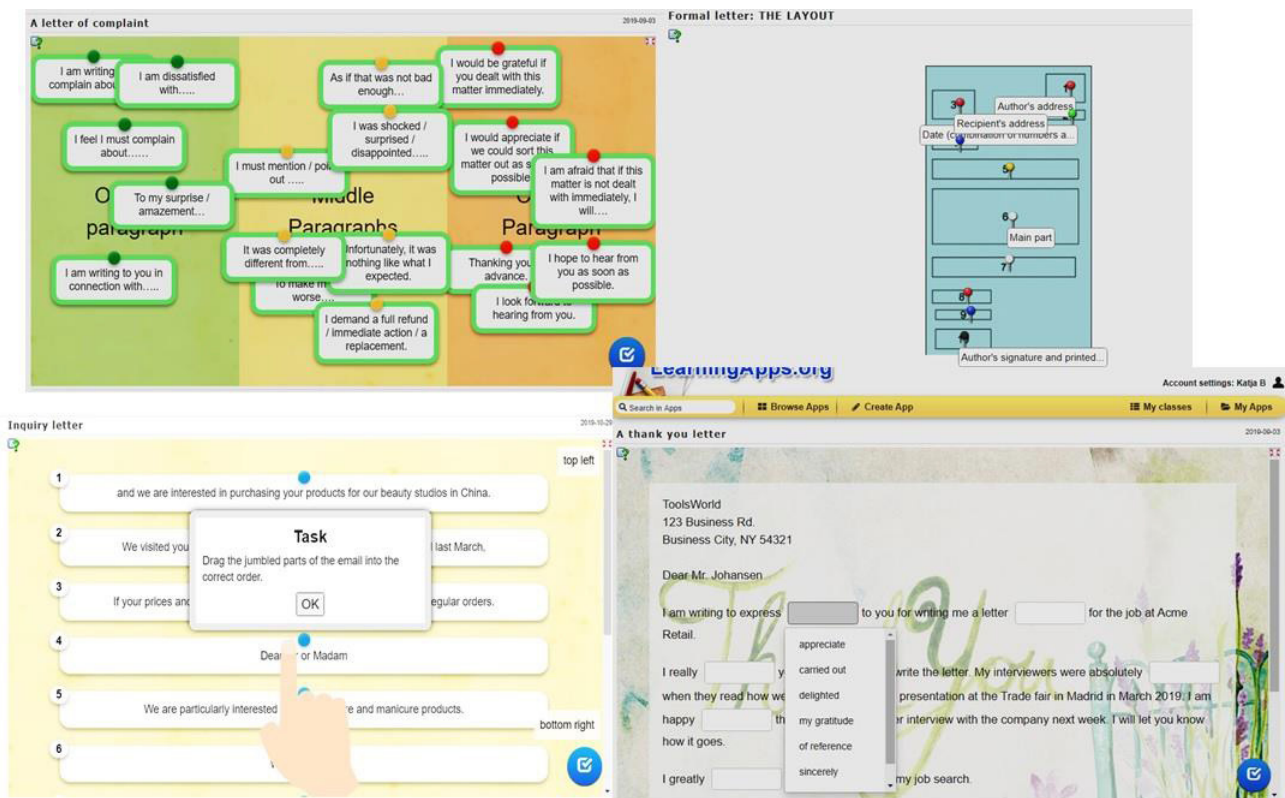 A letter of complaint
2019-09-03
I am writing
complain abou
I am dissatisfied
with.....
I feel I must complain
about......
To my surprise /
amazement...
paragraph
I am writing to you in
connection with.....
As if that was not bad
enough...
I was shocked /
surprised /
disappointed.....
I must mention /
out .....
Middle
Paragraphs
It was completely
different from.....
Unfortunately, it was
nothing like what I
expected.
To make
worse....
I demand a full refund
/ immediate action / a
replacement.
I would be grateful if
you dealt with this
matter immediately.
I would appreciate if
we could sort this
matter out as
possible
I am afraid that if this
matter is not dealt
with immediately, I
will....
Paragraph
Thanking you
advance.
I hope to hear from
you as soon as
possible.
I look forward to
hearing from you.
Formal letter: THE LAYOUT
3
Author's address
Recipient's address
Date (combination of numbers a...
5
6
Main part
7
8
9
Author's signature and printed...
Inquiry letter
top left
1
and we are interested in purchasing your products for our beauty studios in China.
2
We visited you
last March,
3
If your prices and
regular orders.
4
or Madam
5
We are particularly interested
and manicure products.
6
bottom right
Task
Drag the jumbled parts of the email into the
correct order.
OK
LearningApps.org
Account settings: Katja B
Search in Apps
Browse Apps
Create App
My classes
My Apps
A thank you letter
2019-09-03
ToolsWorld
123 Business Rd.
Business City, NY 54321
Dear Mr. Johansen
I am writing to express to you for writing me a letter for the job at Acme
Retail.
I really write the letter. My interviewers were absolutely
when they read how we presentation at the Trade fair in Madrid in March 2019. I am
happy interview with the company next week. I will let you know
how it goes.
I greatly my job search.
appreciate
carried out
delighted
my gratitude
of reference
sincerely